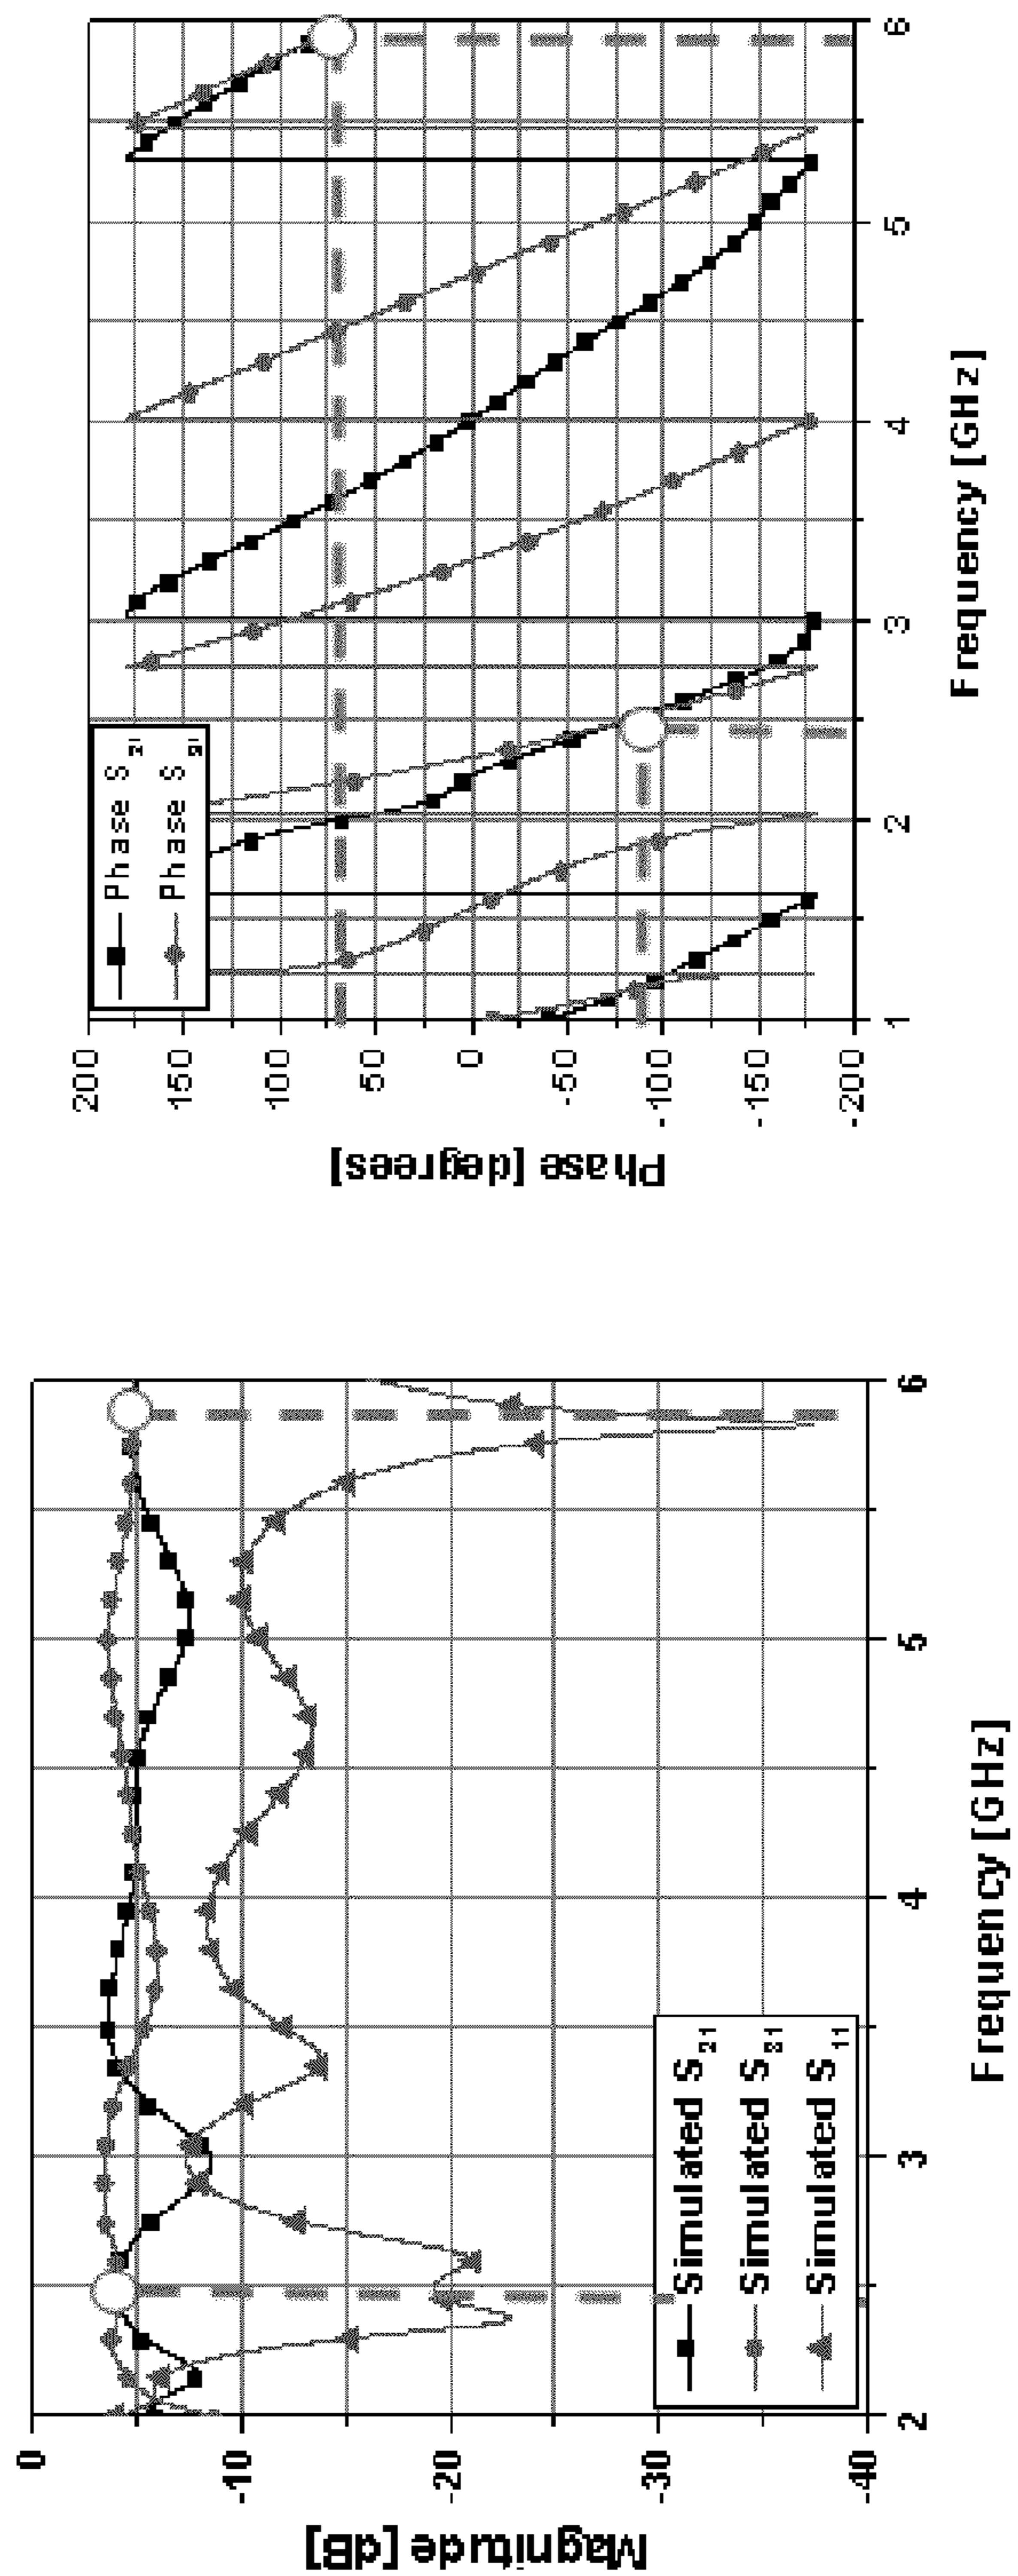 Magnitude [dB]
0
-10
-20
-30
-40
2
3
4
5
6
Frequency [GHz]
Simulated S21
Simulated S31
Simulated S11
Phase [degrees]
200
150
100
50
0
-50
-100
-150
-200
1
2
3
4
5
6
Frequency [GHz]
Phase S21
Phase S31